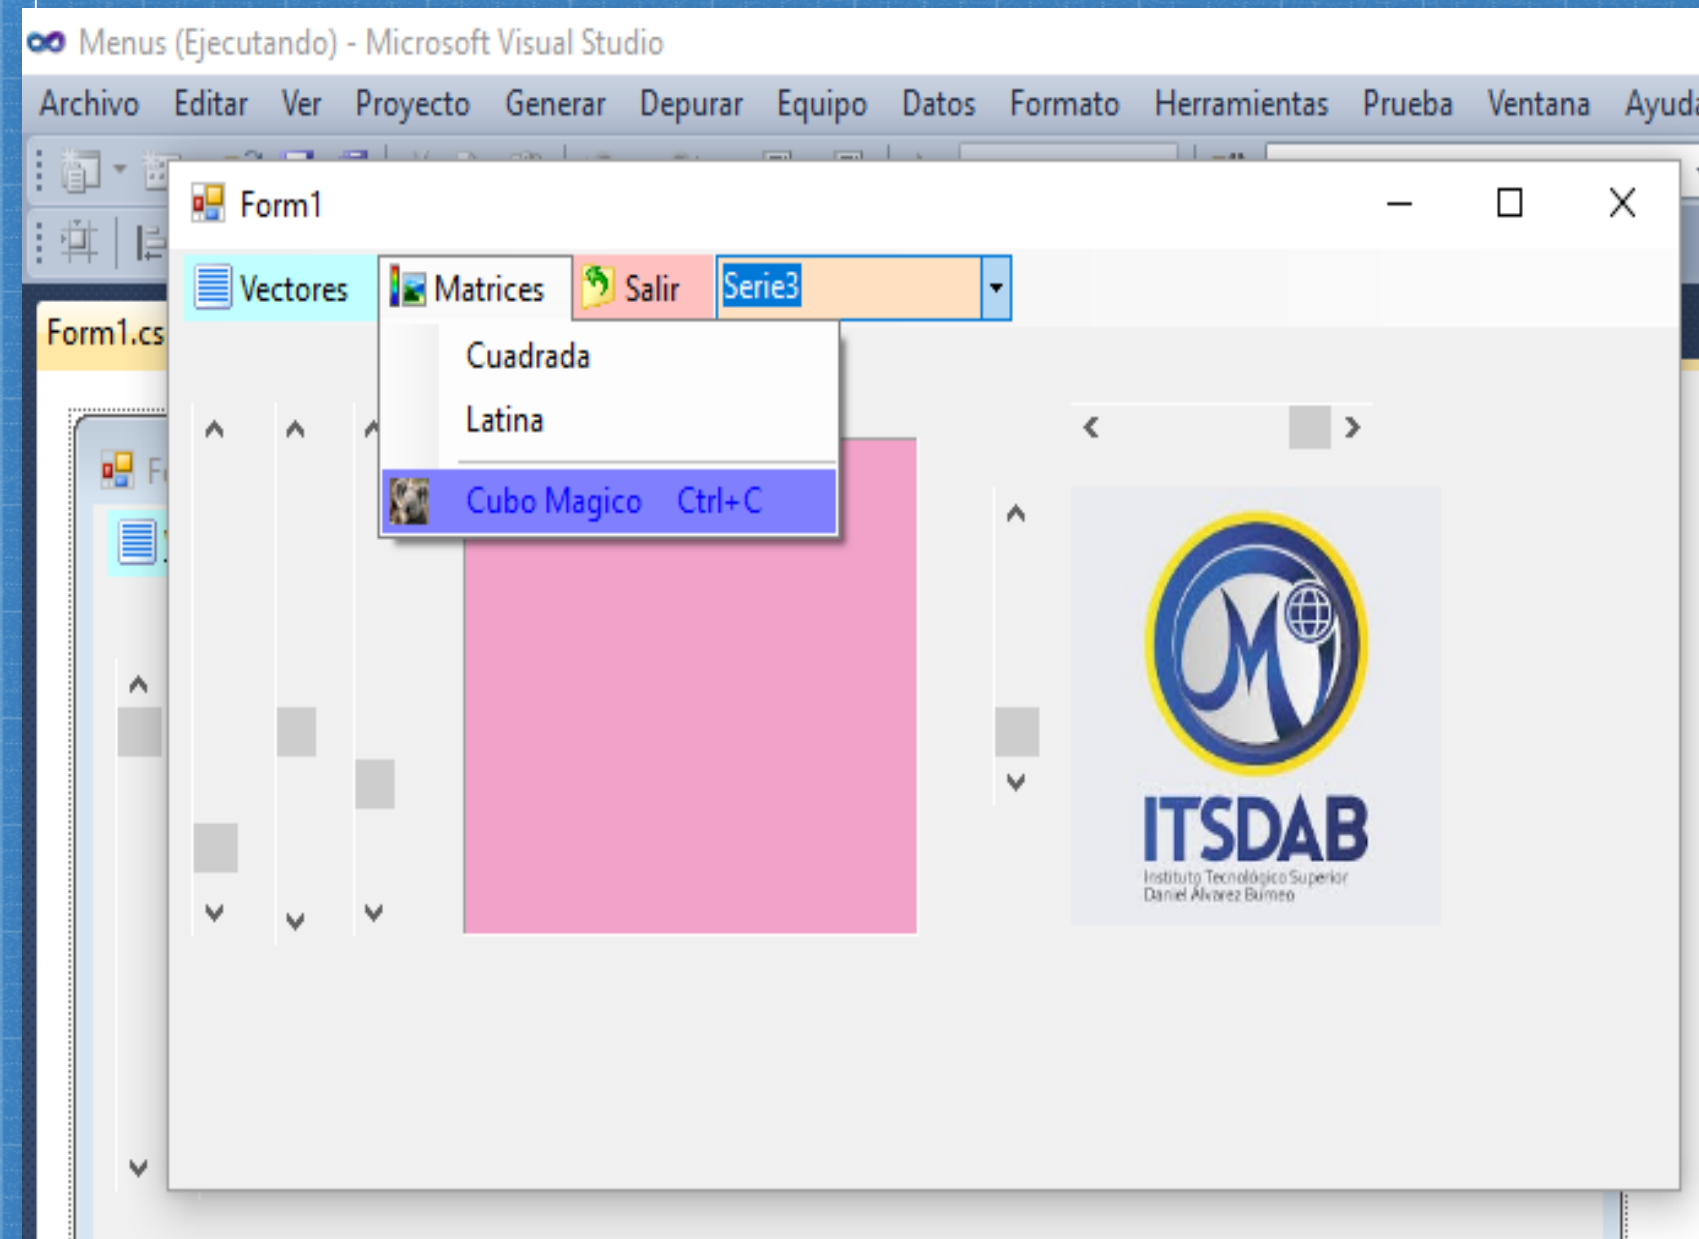 Menus (Ejecutando) - Microsoft Visual Studio
Archivo Editar Ver Proyecto Generar Depurar Equipo Datos Formato Herramientas Prueba Ventana
Form1
Vectores Matrices Salir Serie3
Form1.cs
Cuadrada
Latina
Cubo Magico Ctrl+C
ITSDAB
Instituto Tecnológico Superior
Daniel Álvarez Burneo